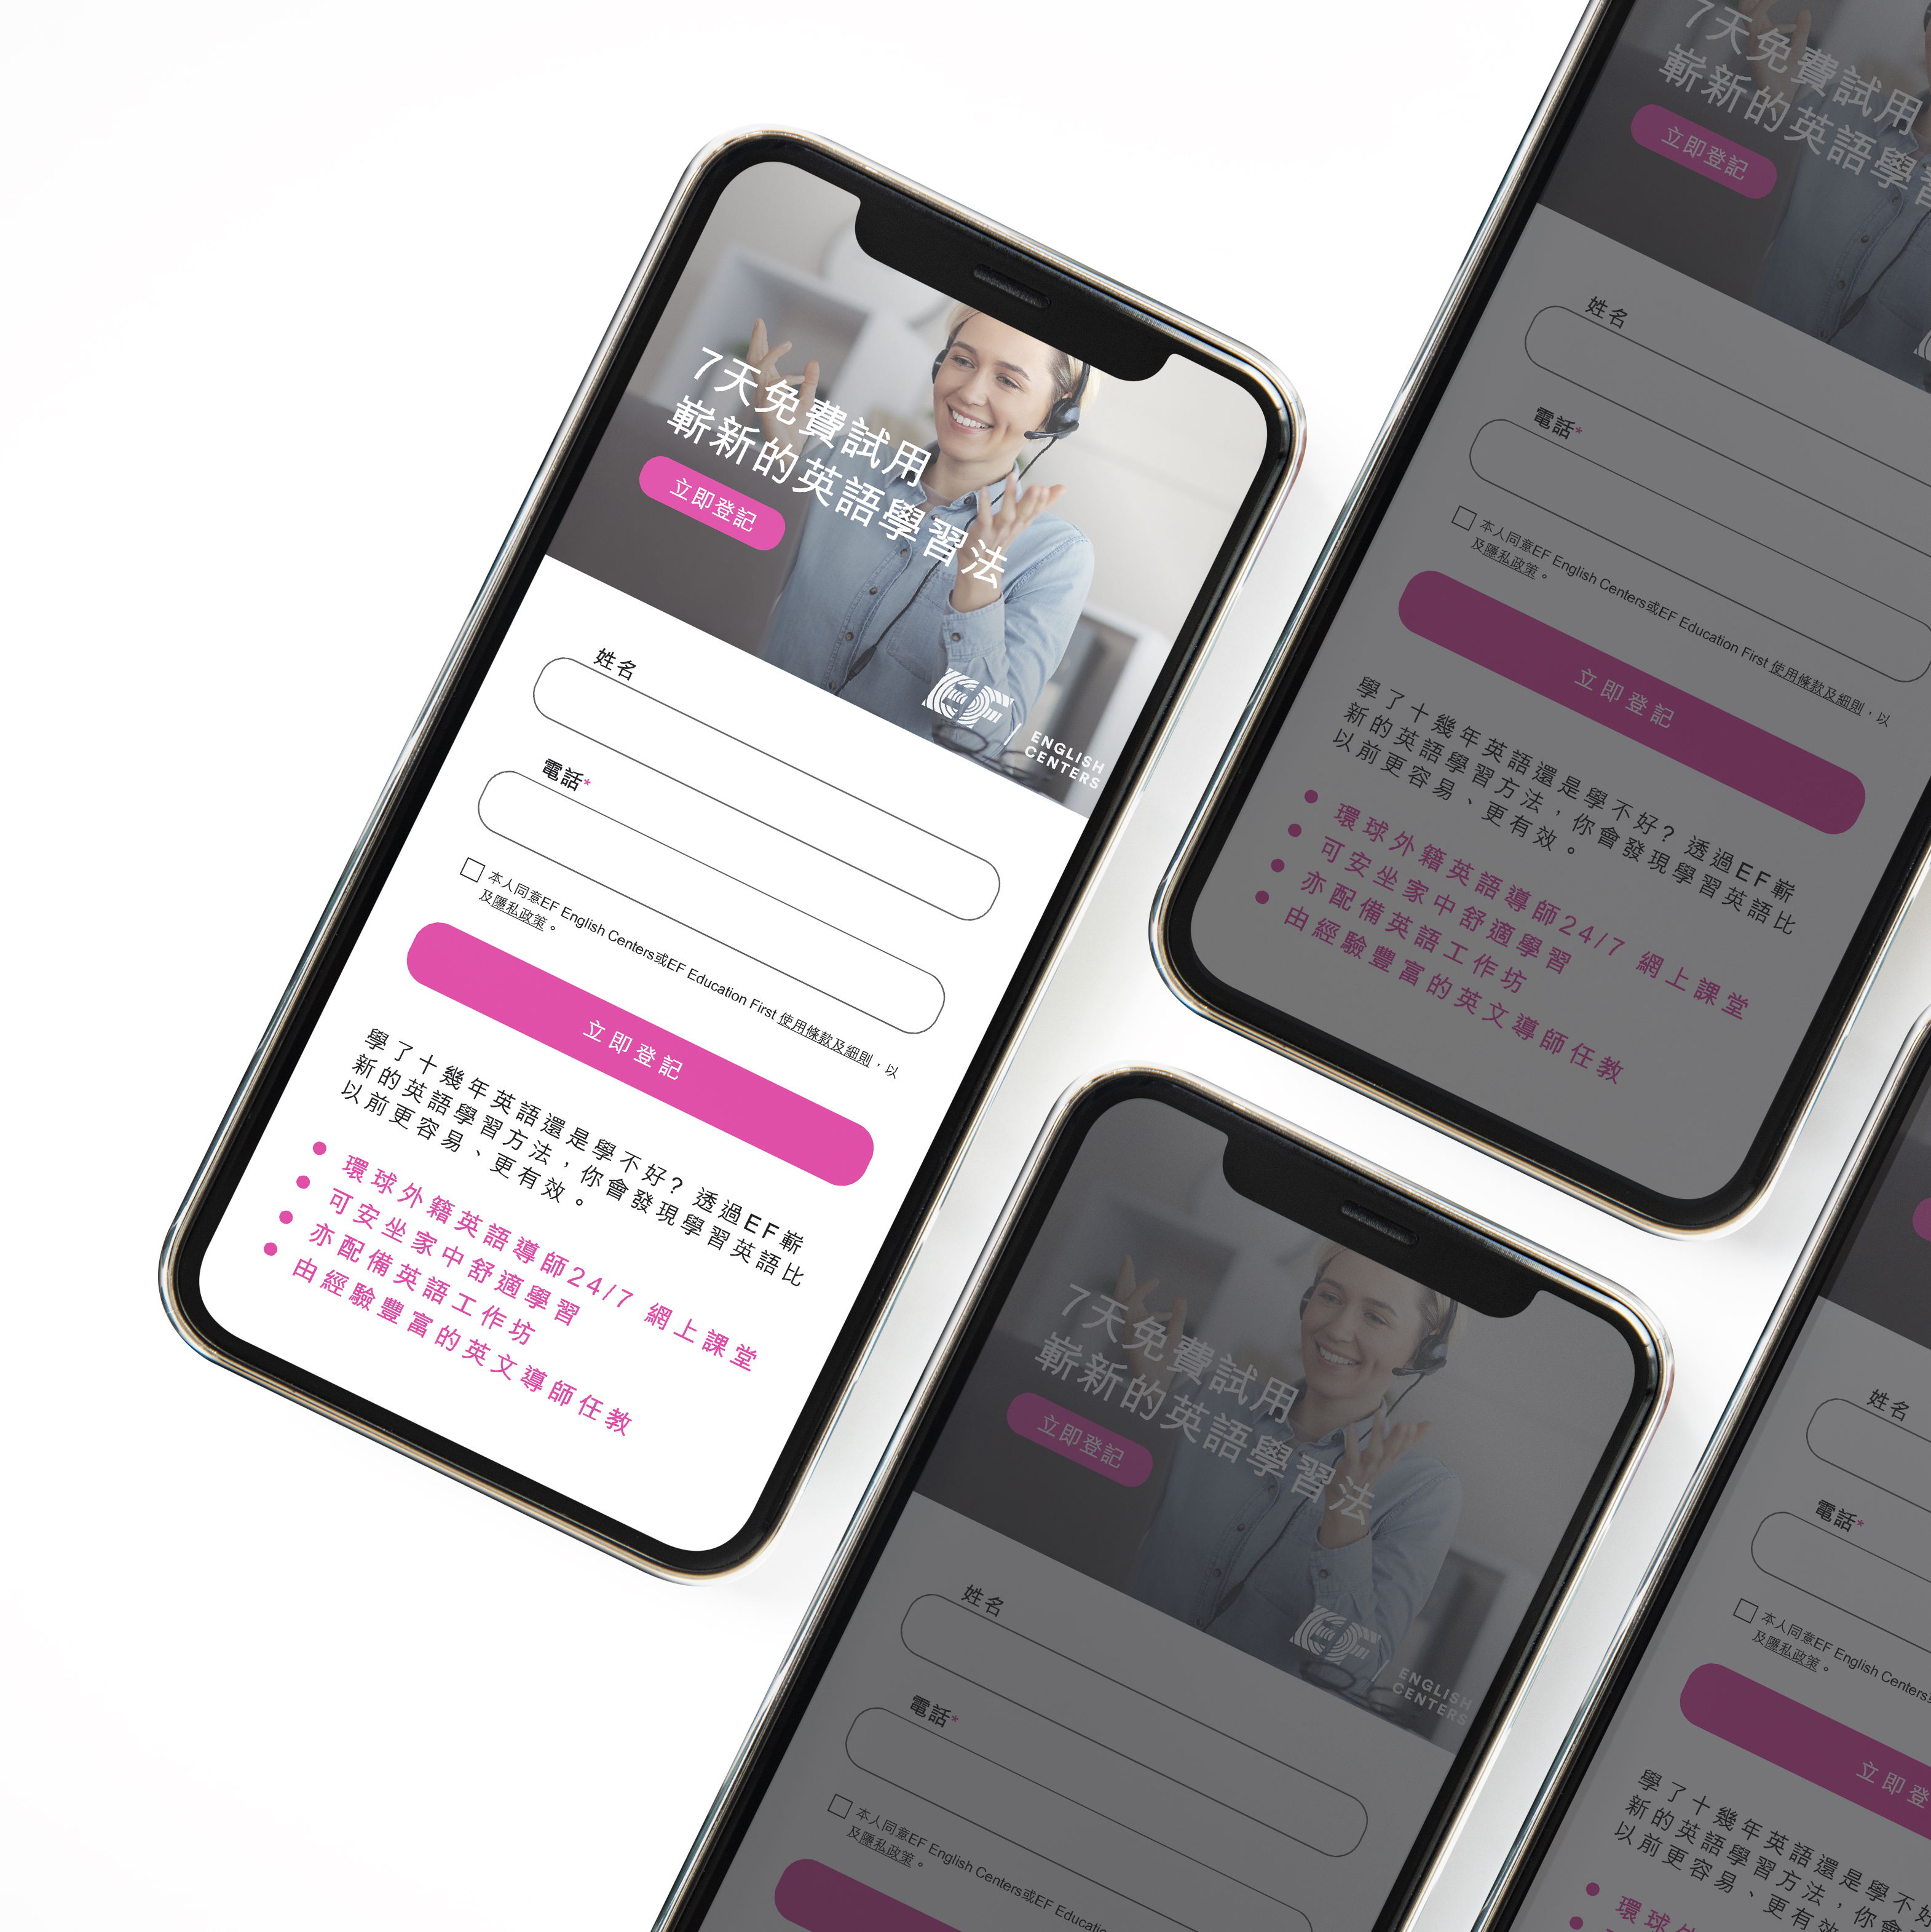 7天免費試用
嶄新的英語學習法
立即登記
EF
ENGLISH
CENTERS
姓名
電話*
本人同意EF English Centers或EF Education First 使用條款及細則，以
及隱私政策。
立即登記
學了十幾年英語還是學不好？透過EF嶄
新的英語學習方法，你會發現學習英語比
以前更容易、更有效。
環球外籍英語導師24/7 網上課堂
可安坐家中舒適學習
亦配備英語工作坊
由經驗豐富的英文導師任教
7天免費試用
嶄新的英語學習
立即登記
姓名
電話*
本人同意EF English Centers或EF Education First 使用條款及細則，以
及隱私政策。
立即登記
學了十幾年英語還是學不好？透過EF嶄
新的英語學習方法，你會發現學習英語比
以前更容易、更有效。
環球外籍英語導師24/7 網上課堂
可安坐家中舒適學習
亦配備英語工作坊
由經驗豐富的英文導師任教
7天免費試用
嶄新的英語學習法
立即登記
EF
ENGLISH
CENTERS
姓名
電話*
本人同意EF English Centers或EF Educa
及隱私政策。
姓名
電話*
本人同意EF English Centers
及隱私政策。
立即登
學了十幾年英語還是學不
新的英語學習方法，你
以前更容易、更有效
環球